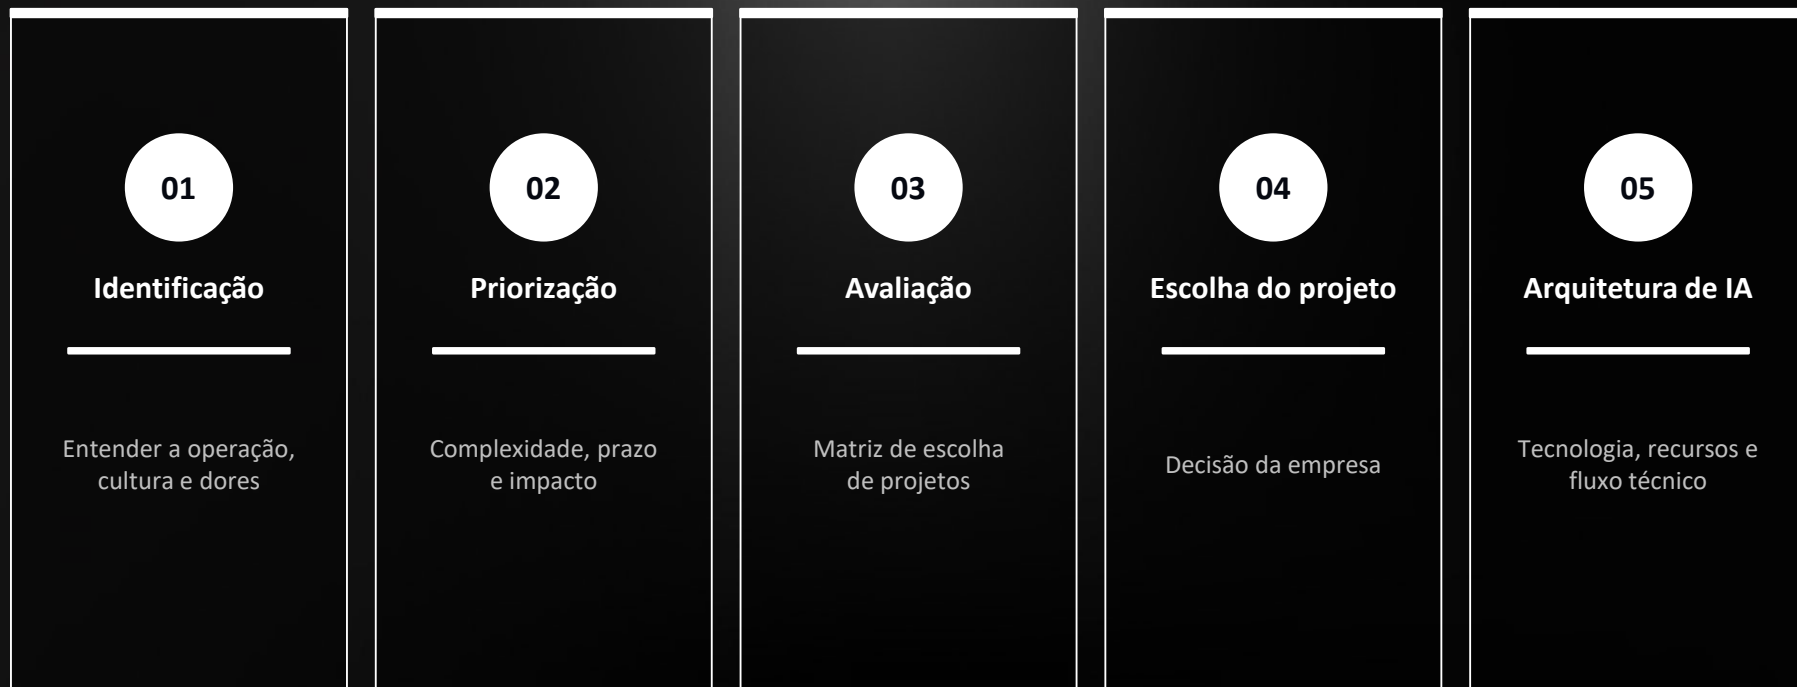 01
Identificação
Entender a operação,
cultura e dores
02
Priorização
Complexidade, prazo
e impacto
03
Avaliação
Matriz de escolha
de projetos
04
Escolha do projeto
Decisão da empresa
05
Arquitetura de IA
Tecnologia, recursos e
fluxo técnico